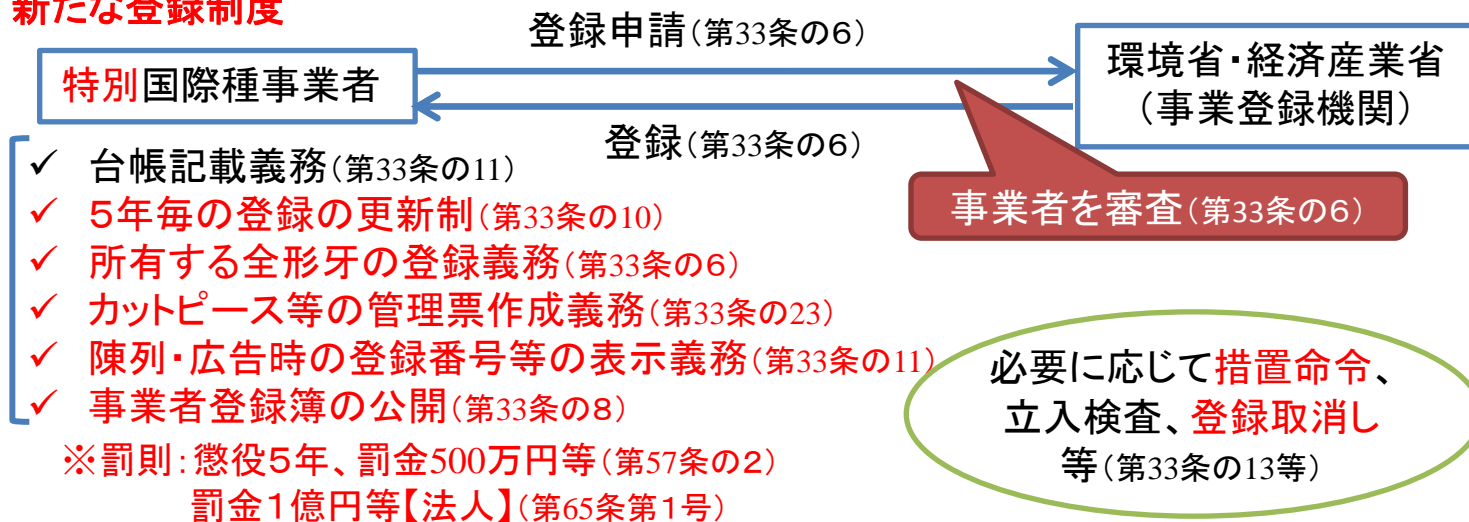 新たな登録制度
登録申請（第33条の６）
特別国際種事業者
環境省・経済産業省
（事業登録機関）
登録（第33条の６）
事業者を審査（第33条の６）
✓ 台帳記載義務（第33条の11）
✓ ５年毎の登録の更新制（第33条の10）
✓ 所有する全形牙の登録義務（第33条の６）
✓ カットピース等の管理票作成義務（第33条の23）
✓ 陳列・広告時の登録番号等の表示義務（第33条の11）
✓ 事業者登録簿の公開（第33条の８）
※罰則：懲役５年、罰金500万円等（第57条の２）
罰金１億円等【法人】（第65条第１号）
必要に応じて措置命令、
立入検査、登録取消し
等（第33条の13等）